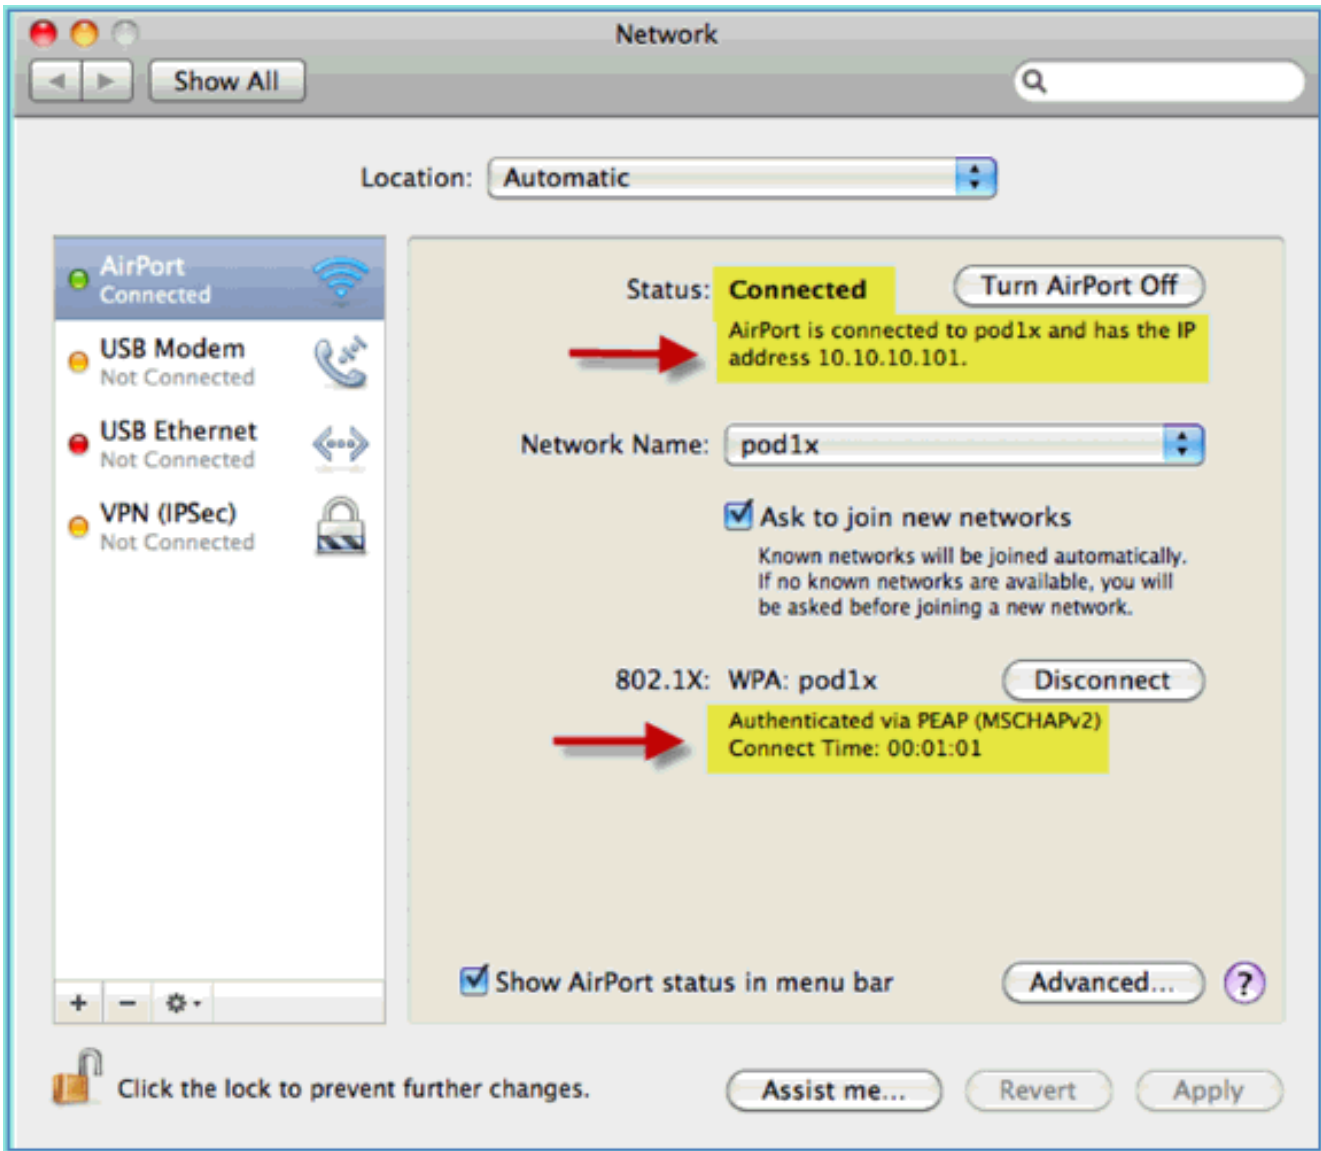 Network
Show All
Location: Automatic
AirPort
Connected
USB Modem
Not Connected
USB Ethernet
Not Connected
VPN (IPSec)
Not Connected
Status: Connected Turn AirPort Off
AirPort is connected to pod1x and has the IP
address 10.10.10.101.
Network Name: pod1x
Ask to join new networks
Known networks will be joined automatically.
If no known networks are available, you will
be asked before joining a new network.
802.1X: WPA: pod1x Disconnect
Authenticated via PEAP (MSCHAPv2)
Connect Time: 00:01:01
Show AirPort status in menu bar Advanced... ?
Click the lock to prevent further changes. Assist me... Revert Apply